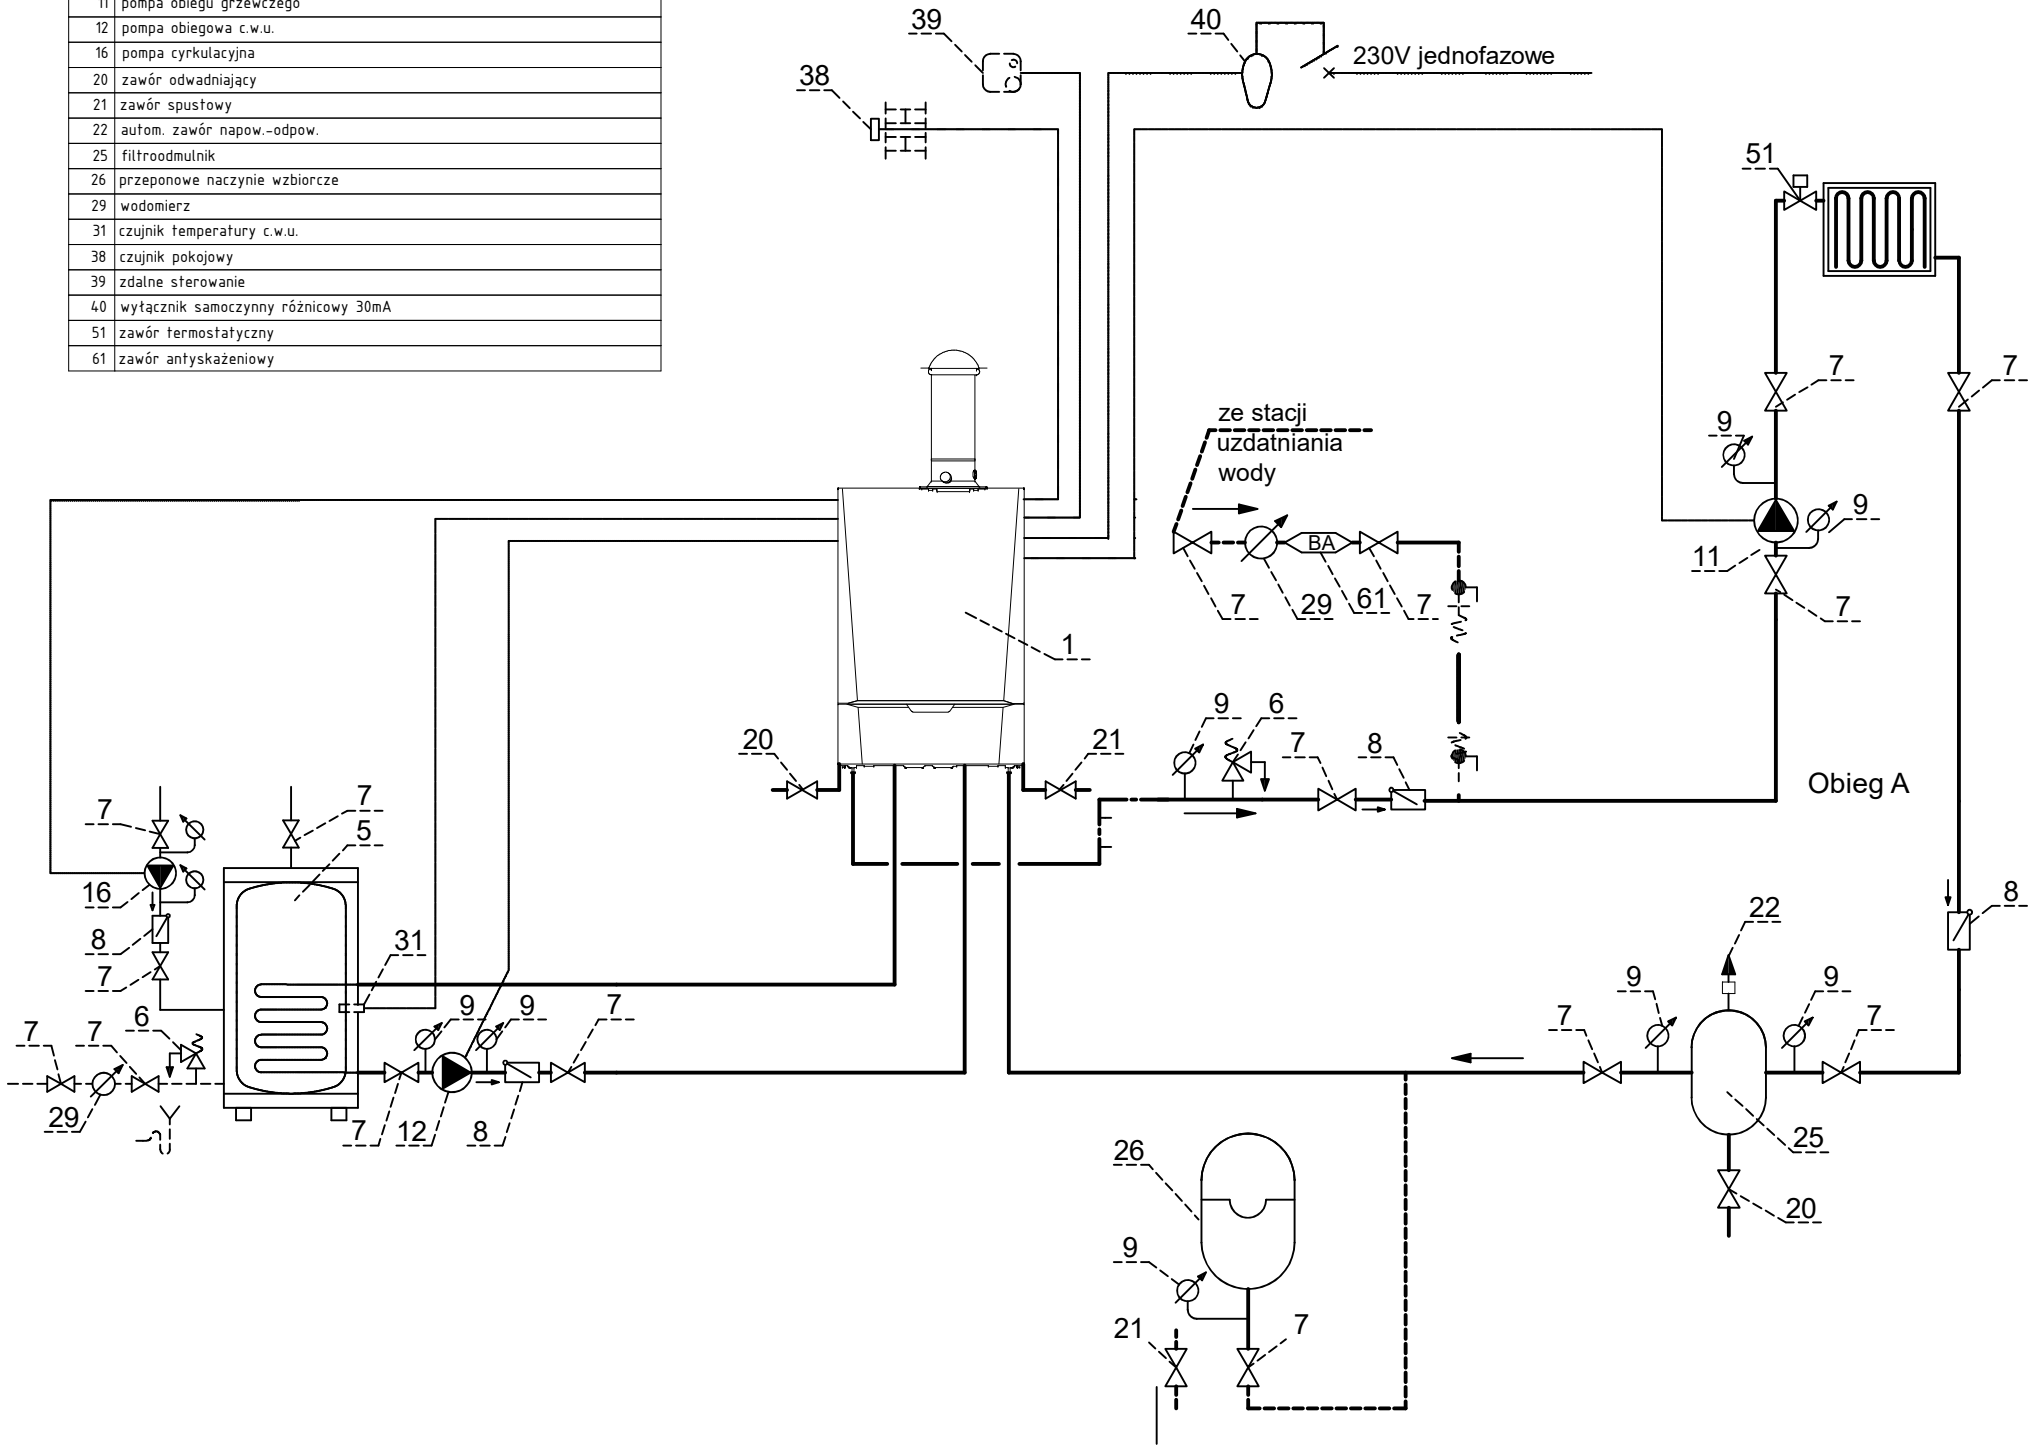 11 pompa obiegu grzewczego
12 pompa obiegowa c.w.u.
16 pompa cyrkulacyjna
20 zawór odwadniający
21 zawór spustowy
22 autom. zawór napow.-odpow.
25 filtroodmulnik
26 przeponowe naczynie wzbiorcze
29 wodomierz
31 czujnik temperatury c.w.u.
38 czujnik pokojowy
39 zdalne sterowanie
40 wyłącznik samoczynny różnicowy 30mA
51 zawór termostatyczny
61 zawór antyskażeniowy
39
40
230V jednofazowe
38
51
7
7
9
ze stacji
uzdatniania
wody
9
BA
11
7
29
61
7
7
1
9
6
7
8
20
21
Obieg A
7
7
5
16
8
22
8
31
7
9
9
7
9
9
7
7
6
7
7
29
7
12
8
25
26
20
9
21
7